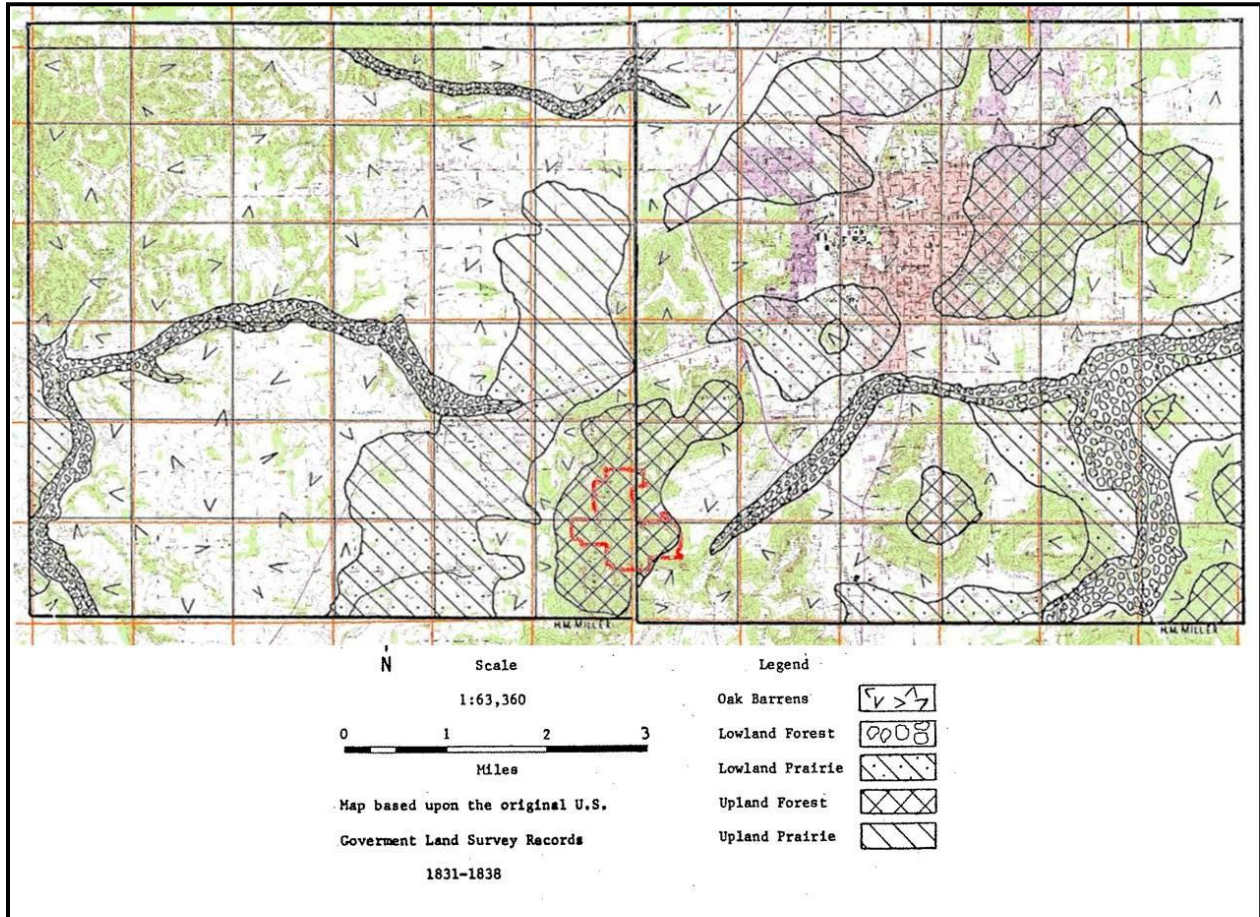 H.M. MILLER
H.M. MILLER
N
Scale
1:63,360
0 1 2 3
Miles
Map based upon the original U.S.
Goverment Land Survey Records
1831-1838
Legend
Oak Barrens
Lowland Forest
Lowland Prairie
Upland Forest
Upland Prairie